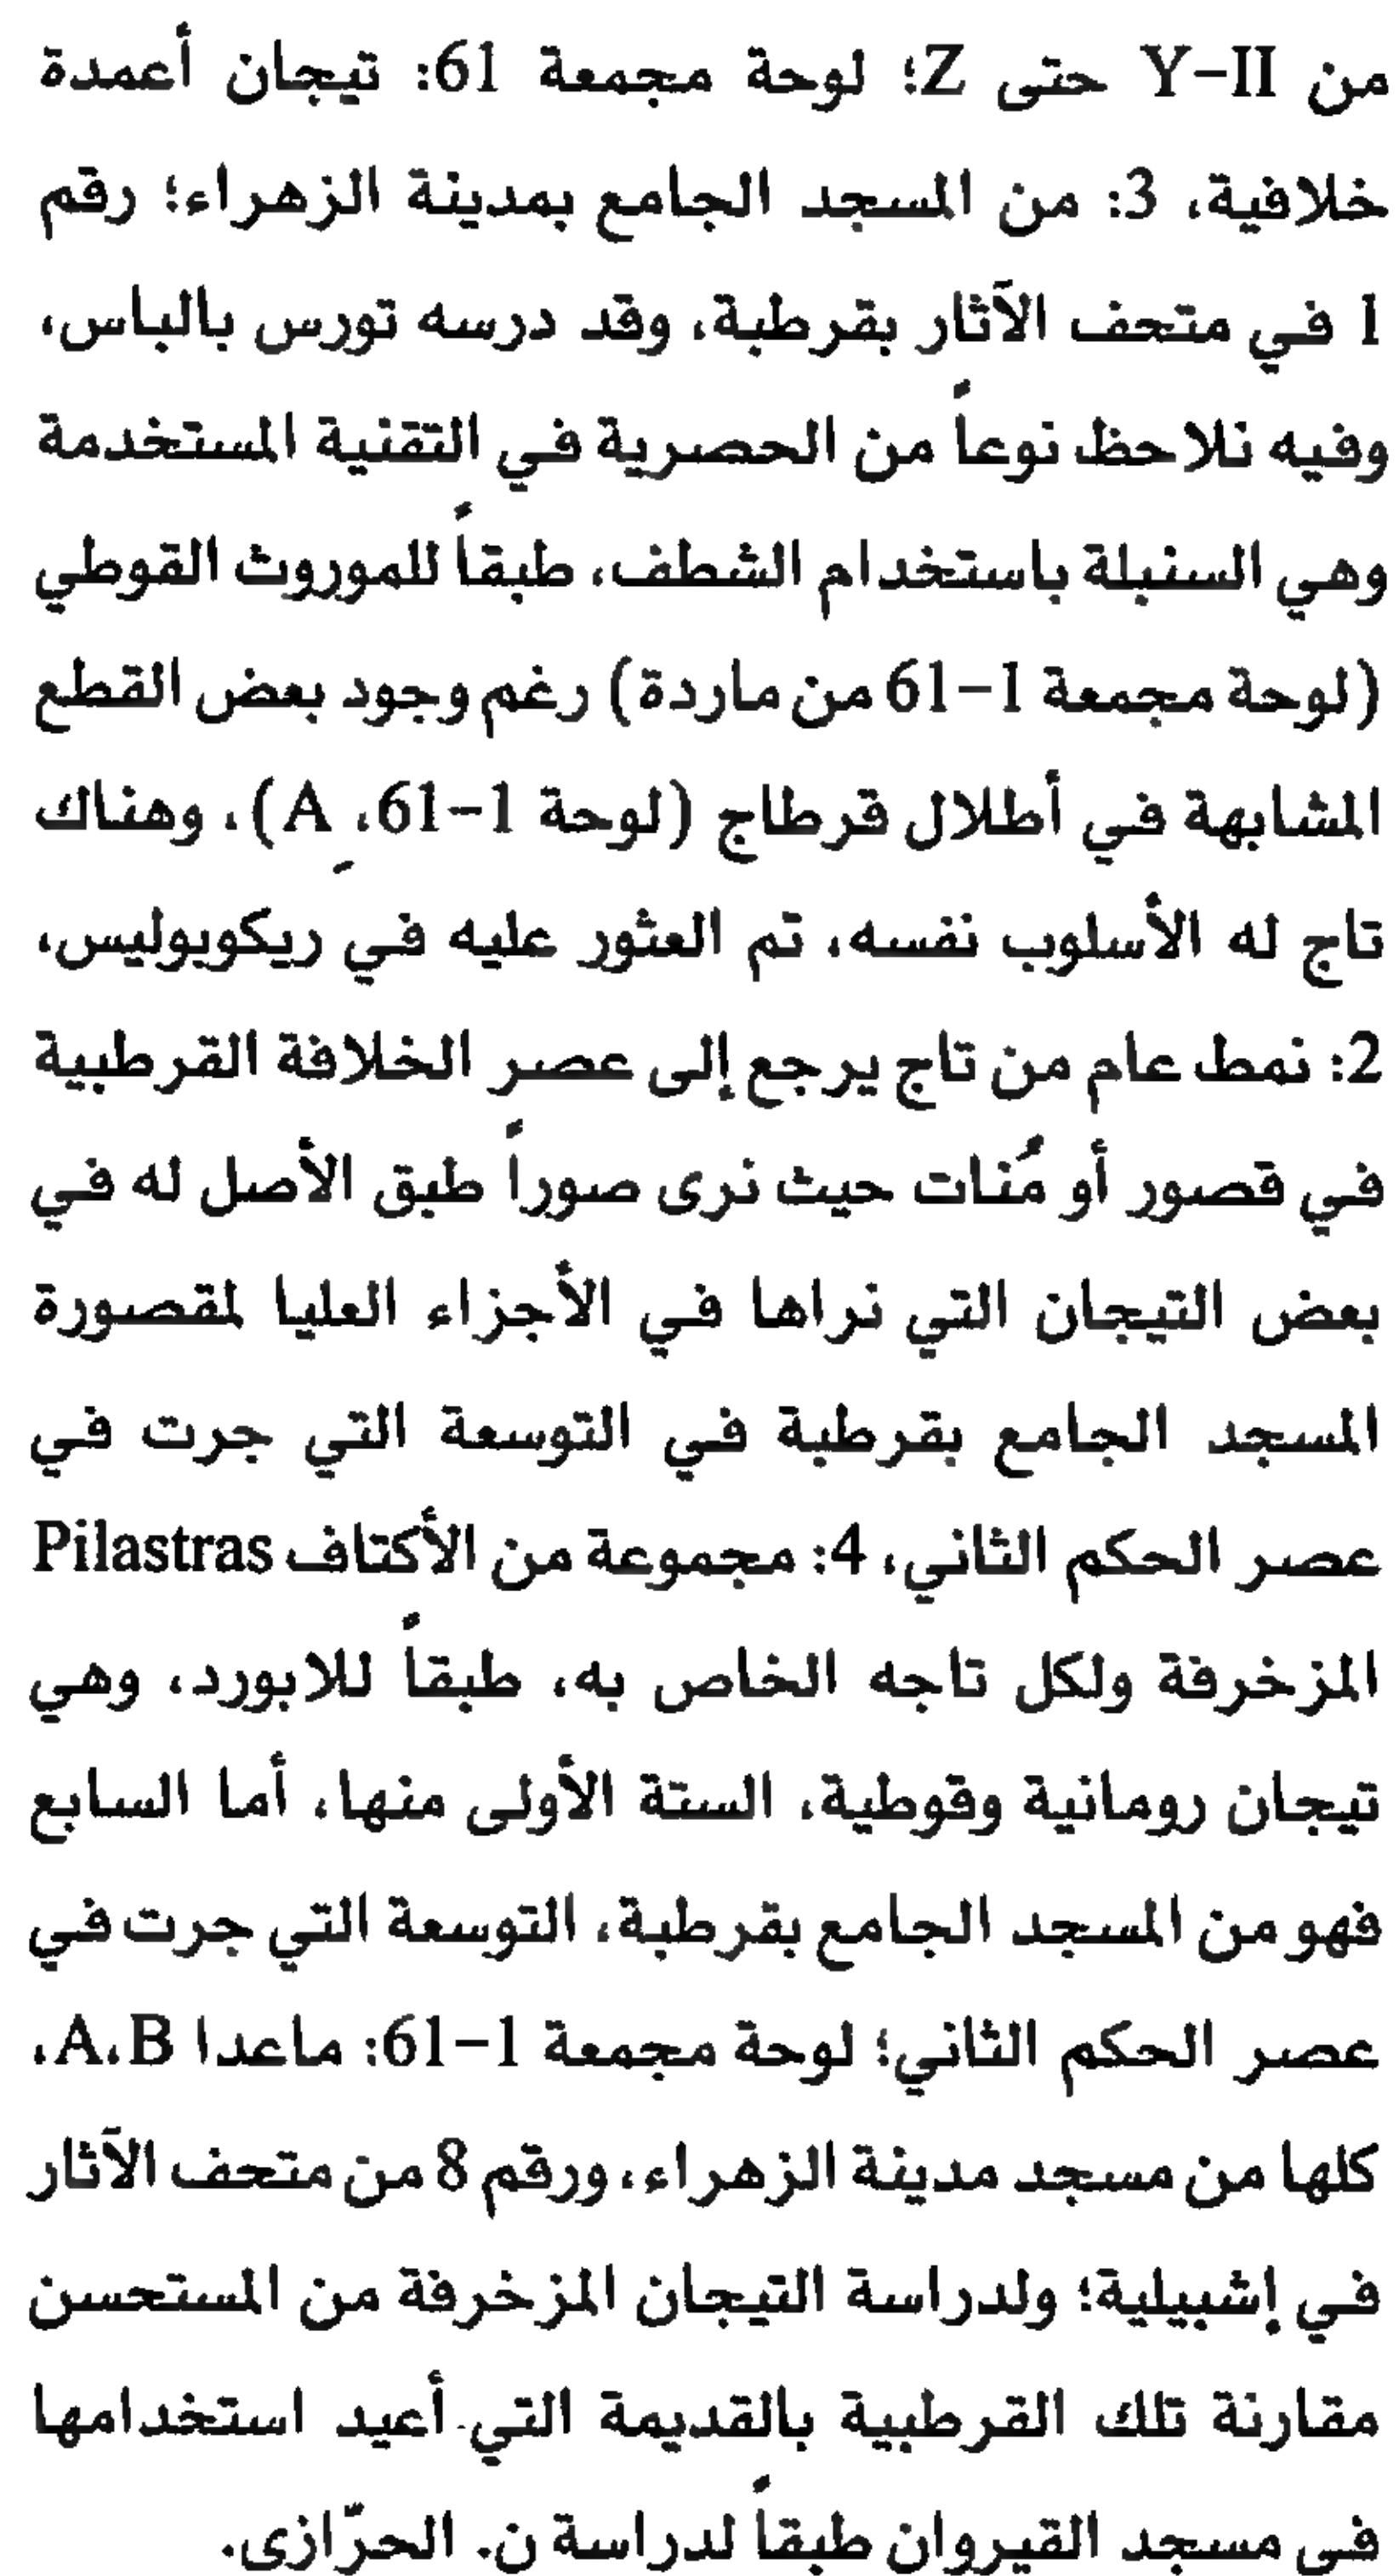 من Y-II حتى Z؛ لوحة مجمعة 61: تيجان أعمدة
خلافية، 3: من المسجد الجامع بمدينة الزهراء؛ رقم
1 في متحف الآثار بقرطبة، وقد درسه تورس بالباس،
وفيه نلاحظ نوعاً من الحصرية في التقنية المستخدمة
وهي السنبلة باستخدام الشطف، طبقاً للموروث القوطي
(لوحة مجمعة 1-61 من ماردة) رغم وجود بعض القطع
المشابهة في أطلال قرطاج (لوحة 1-61، A)، وهناك
تاج له الأسلوب نفسه، تم العثور عليه في ريكوبوليس،
2: نمط عام من تاج يرجع إلى عصر الخلافة القرطبية
في قصور أو مُنات حيث نرى صوراً طبق الأصل له في
بعض التيجان التي نراها في الأجزاء العليا لمقصورة
المسجد الجامع بقرطبة في التوسعة التي جرت في
عصر الحكم الثاني، 4: مجموعة من الأكتاف Pilastras
المزخرفة ولكل تاجه الخاص به، طبقاً للابورد، وهي
تيجان رومانية وقوطية، الستة الأولى منها، أما السابع
فهو من المسجد الجامع بقرطبة، التوسعة التي جرت في
عصر الحكم الثاني؛ لوحة مجمعة 1-61: ماعدا A،B،
كلها من مسجد مدينة الزهراء، ورقم 8 من متحف الآثار
في إشبيلية؛ ولدراسة التيجان المزخرفة من المستحسن
مقارنة تلك القرطبية بالقديمة التي أعيد استخدامها
في مسجد القيروان طبقاً لدراسة ن. الحرّازى.